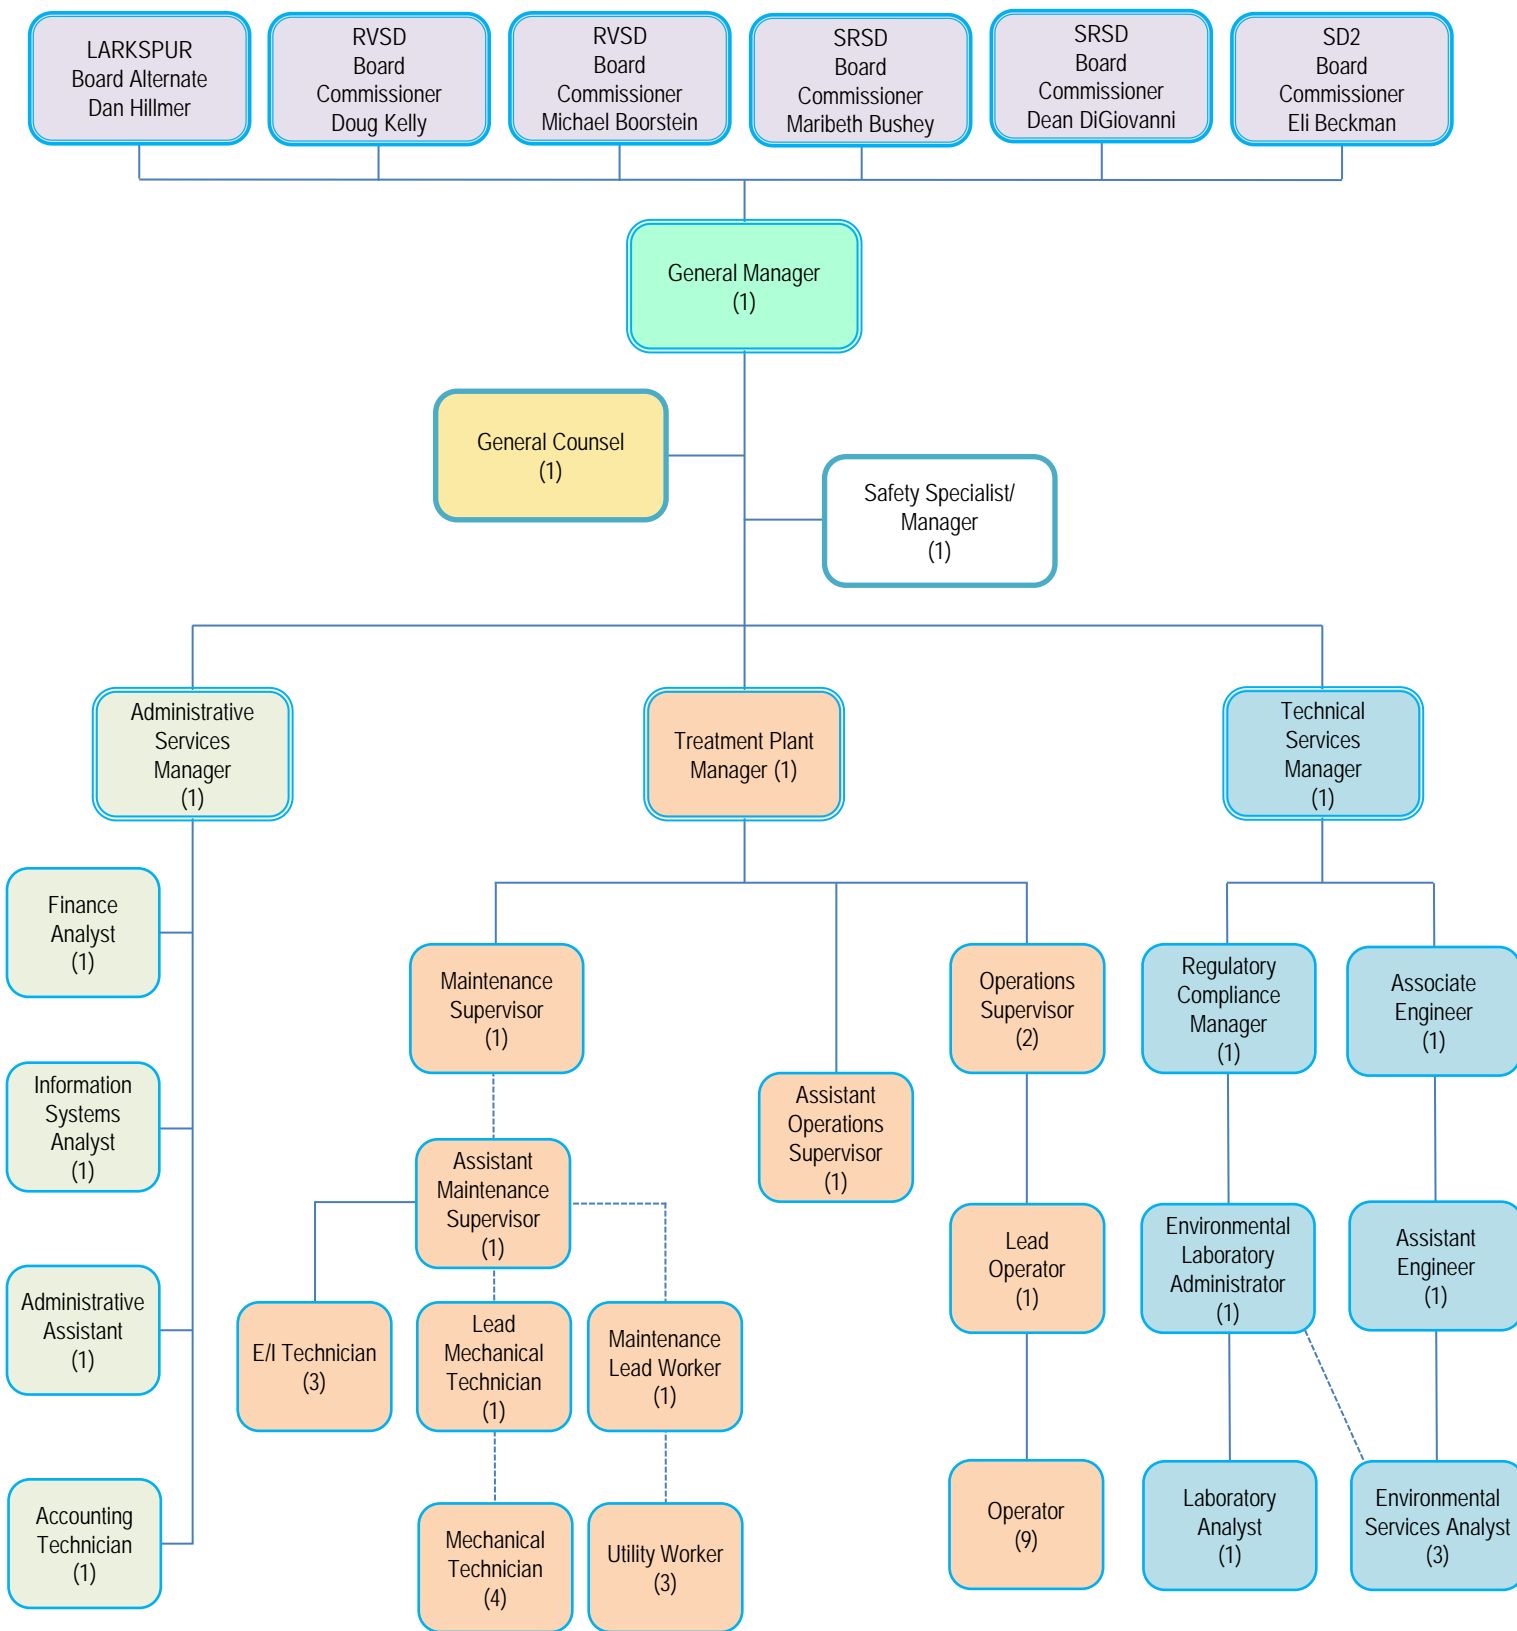 LARKSPUR
Board Alternate
Dan Hillmer
RVSD
Board
Commissioner
Doug Kelly
RVSD
Board
Commissioner
Michael Boorstein
SRSD
Board
Commissioner
Maribeth Bushey
SRSD
Board
Commissioner
Dean DiGiovanni
SD2
Board
Commissioner
Eli Beckman
General Manager
(1)
General Counsel
(1)
Safety Specialist/
Manager
(1)
Administrative
Services
Manager
(1)
Treatment Plant
Manager (1)
Technical
Services
Manager
(1)
Finance
Analyst
(1)
Information
Systems
Analyst
(1)
Administrative
Assistant
(1)
Accounting
Technician
(1)
Maintenance
Supervisor
(1)
Assistant
Maintenance
Supervisor
(1)
E/I Technician
(3)
Lead
Mechanical
Technician
(1)
Maintenance
Lead Worker
(1)
Mechanical
Technician
(4)
Utility Worker
(3)
Assistant
Operations
Supervisor
(1)
Operations
Supervisor
(2)
Lead
Operator
(1)
Operator
(9)
Regulatory
Compliance
Manager
(1)
Environmental
Laboratory
Administrator
(1)
Laboratory
Analyst
(1)
Associate
Engineer
(1)
Assistant
Engineer
(1)
Environmental
Services Analyst
(3)